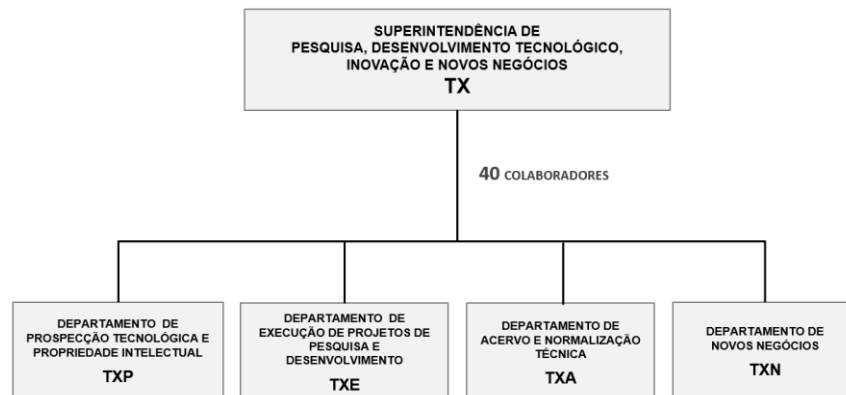 SUPERINTENDÊNCIA DE
PESQUISA, DESENVOLVIMENTO TECNOLÓGICO,
INOVAÇÃO E NOVOS NEGÓCIOS
TX
40 COLABORADORES
DEPARTAMENTO DE
PROSPECÇÃO TECNOLÓGICA E
PROPRIEDADE INTELECTUAL
TXP
DEPARTAMENTO DE
EXECUÇÃO DE PROJETOS DE
PESQUISA E
DESENVOLVIMENTO
TXE
DEPARTAMENTO DE
ACERVO E NORMALIZAÇÃO
TÉCNICA
TXA
DEPARTAMENTO DE
NOVOS NEGÓCIOS
TXN